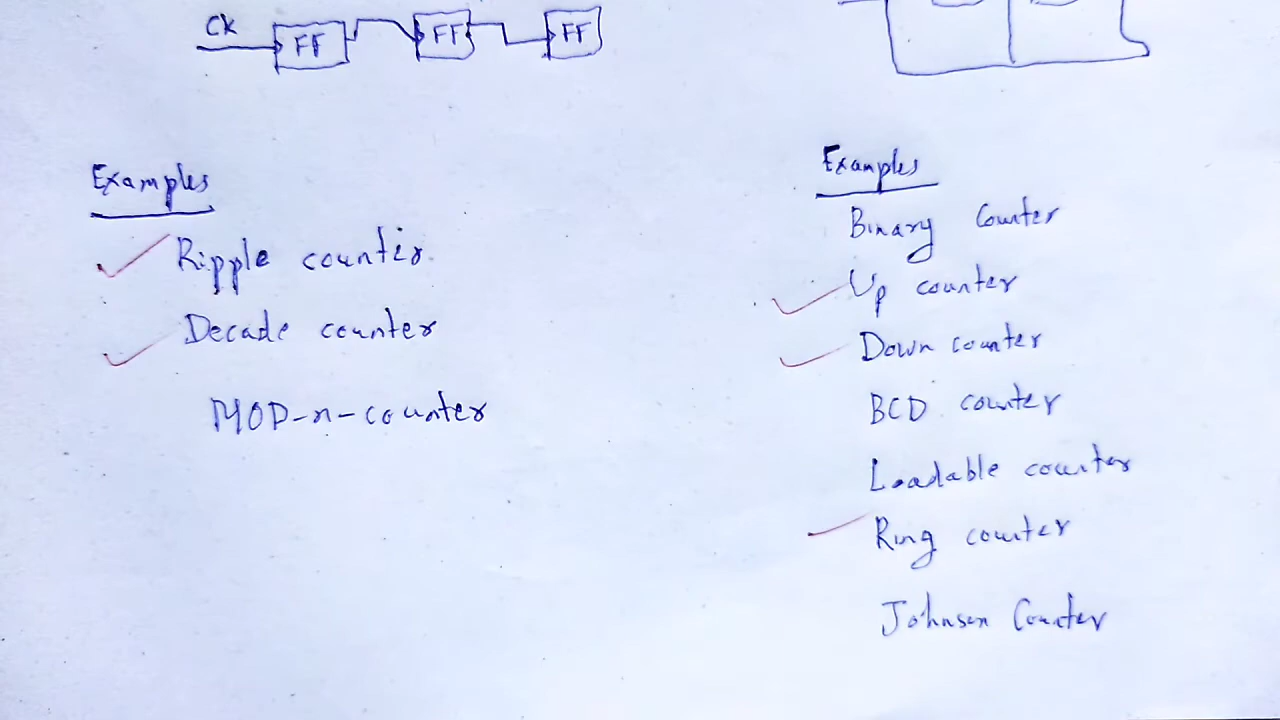 CK
FF FF FF
Examples
Ripple counter
Decade counter
MOD-n-counter
Examples
Binary Counter
Up counter
Down counter
BCD counter
Loadable counter
Ring counter
Johnson Counter